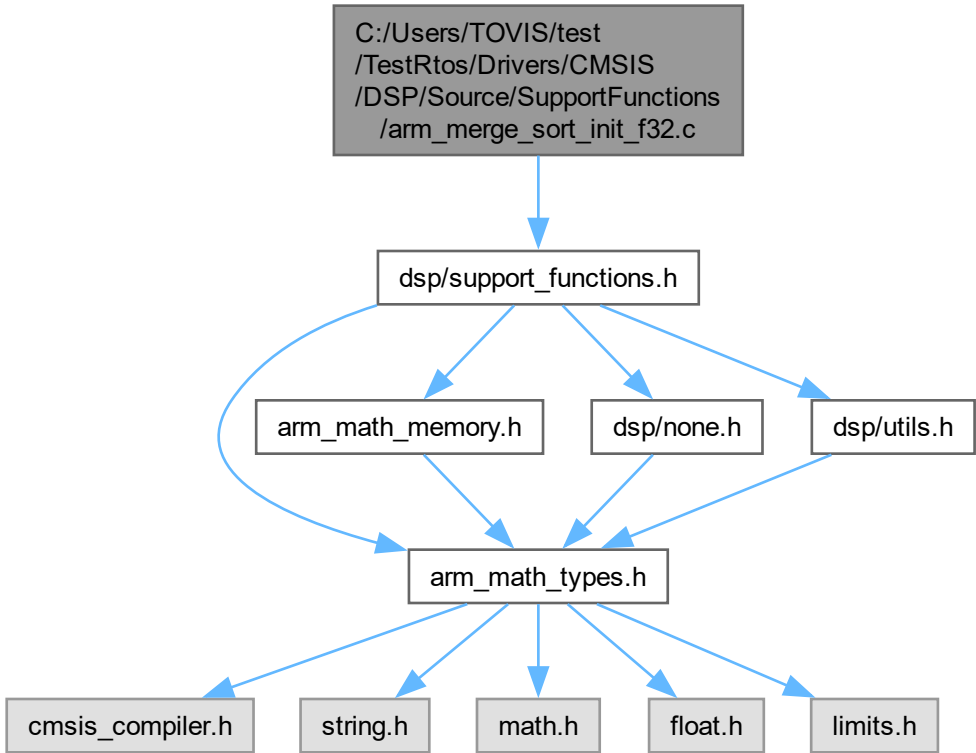 C:/Users/TOVIS/test
/TestRtos/Drivers/CMSIS
/DSP/Source/SupportFunctions
/arm_merge_sort_init_f32.c
dsp/support_functions.h
arm_math_memory.h
dsp/none.h
dsp/utils.h
arm_math_types.h
cmsis_compiler.h
string.h
math.h
float.h
limits.h